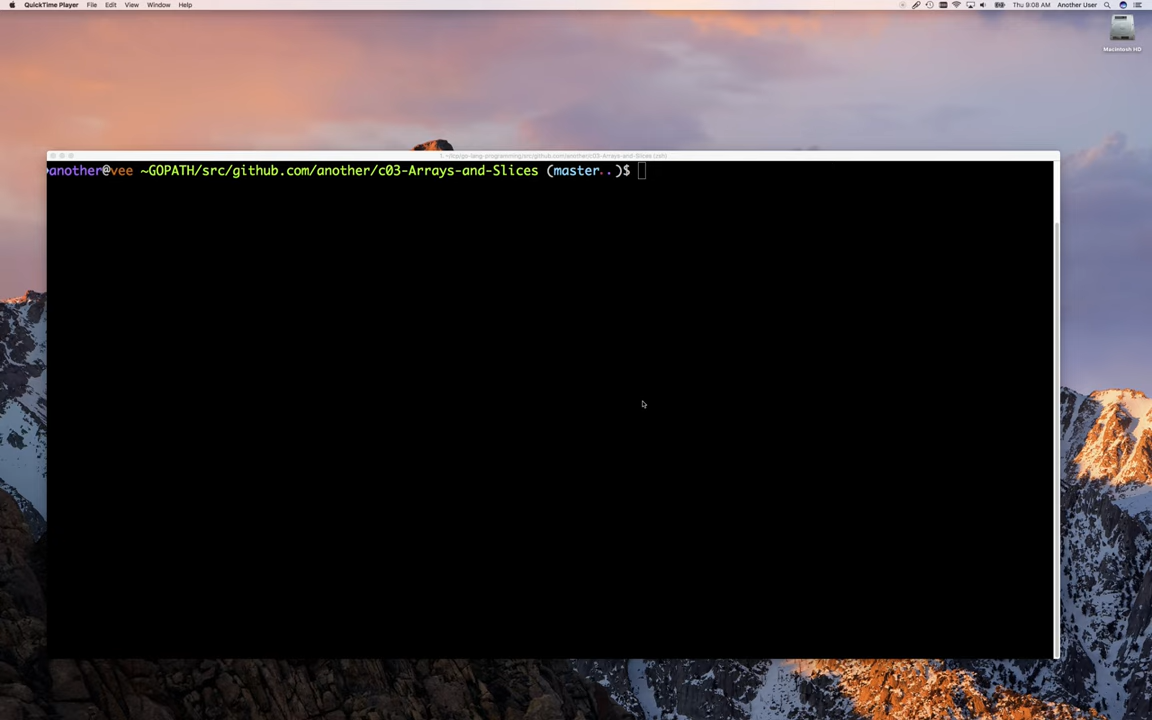 QuickTime Player File Edit View Window Help
Thu 9:08 AM Another User
Macintosh HD
another@vee ~GOPATH/src/github.com/another/c03-Arrays-and-Slices (master..)$